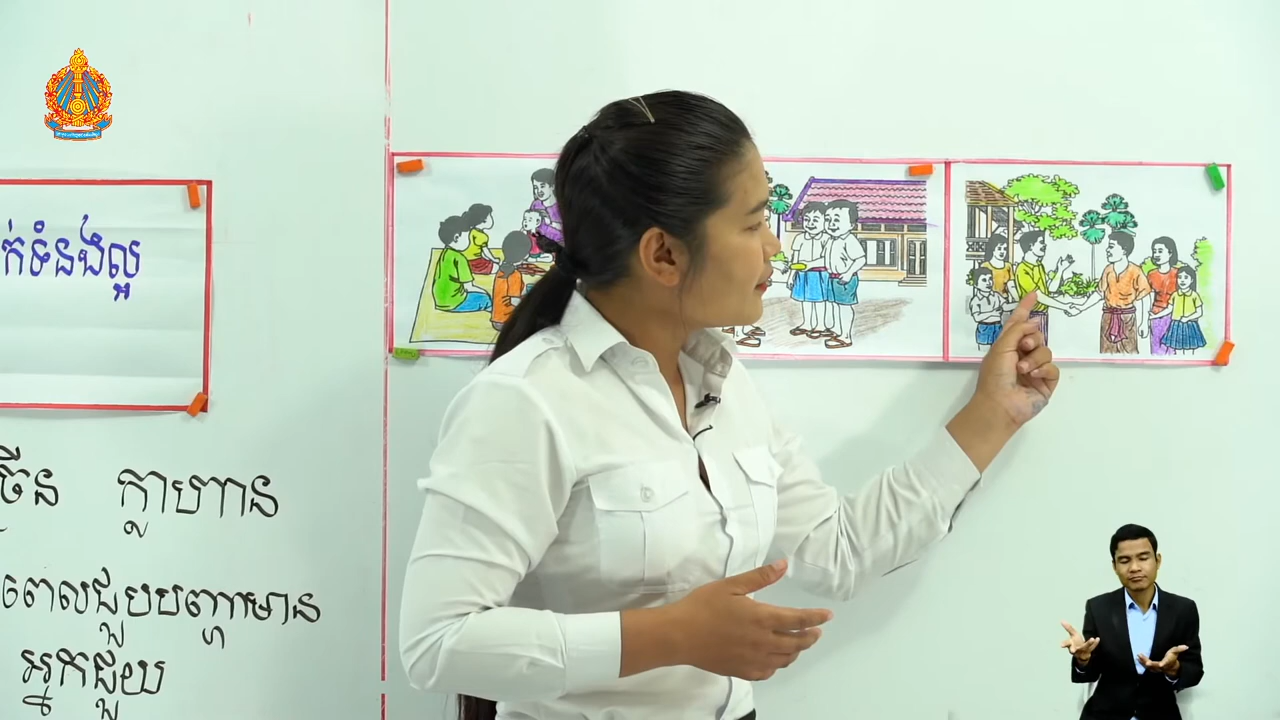 ក់ទំនងល្អ
ច្រើន ក្លាហាន
ពេលជួបបញ្ហាមាន
អ្នកជួយ